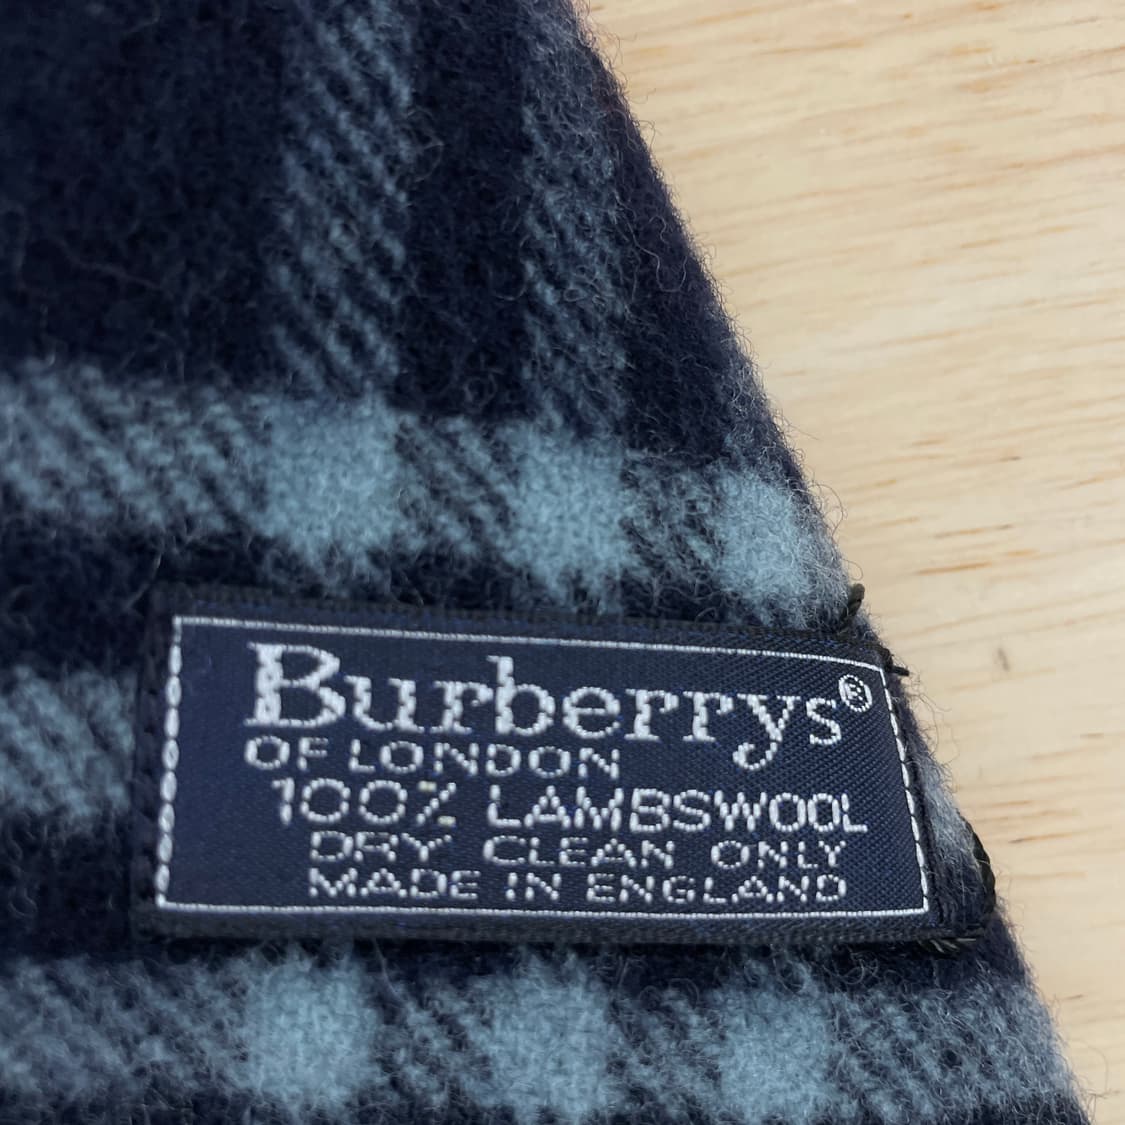 Burberrys®
OF LONDON
100% LAMBSWOOL
DRY CLEAN ONLY
MADE IN ENGLAND